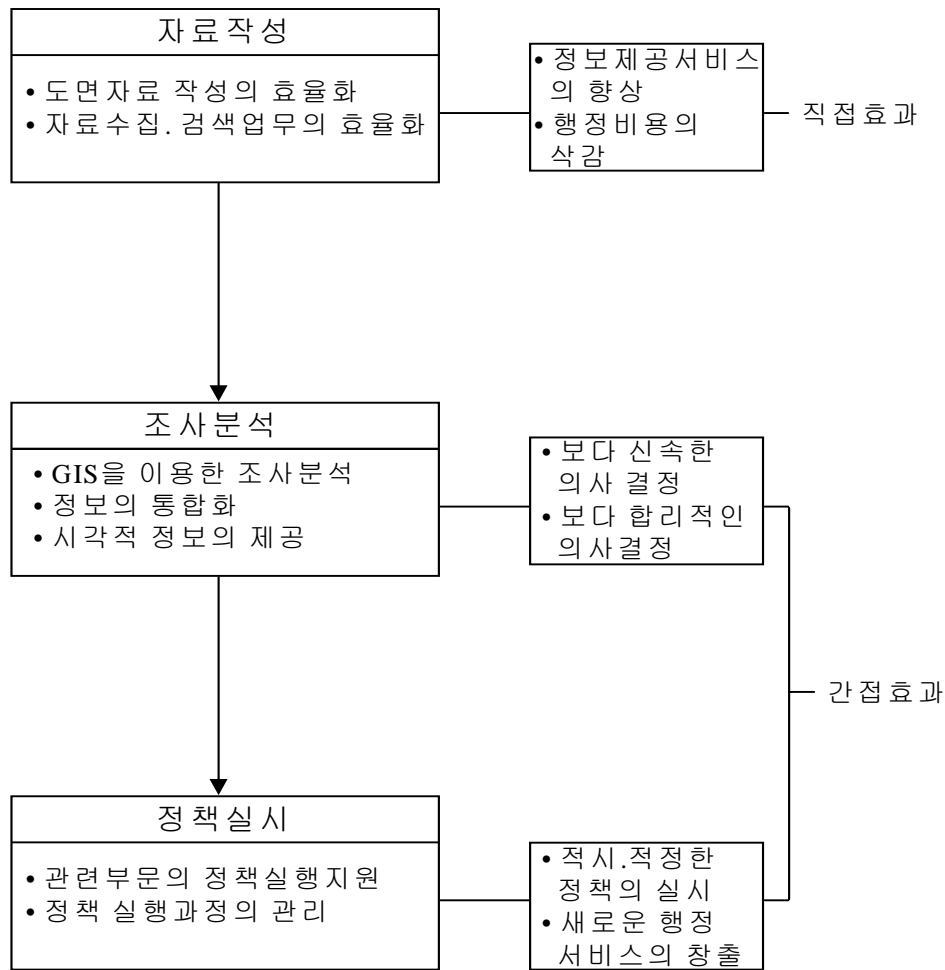 자료작성
• 도면자료 작성의 효율화
• 자료수집. 검색업무의 효율화
• 정보제공서비스
의 향상
• 행정비용의
삭감
직접효과
조사분석
• GIS을 이용한 조사분석
• 정보의 통합화
• 시각적 정보의 제공
• 보다 신속한
의사 결정
• 보다 합리적인
의사결정
간접효과
정책실시
• 관련부문의 정책실행지원
• 정책 실행과정의 관리
• 적시.적정한
정책의 실시
• 새로운 행정
서비스의 창출